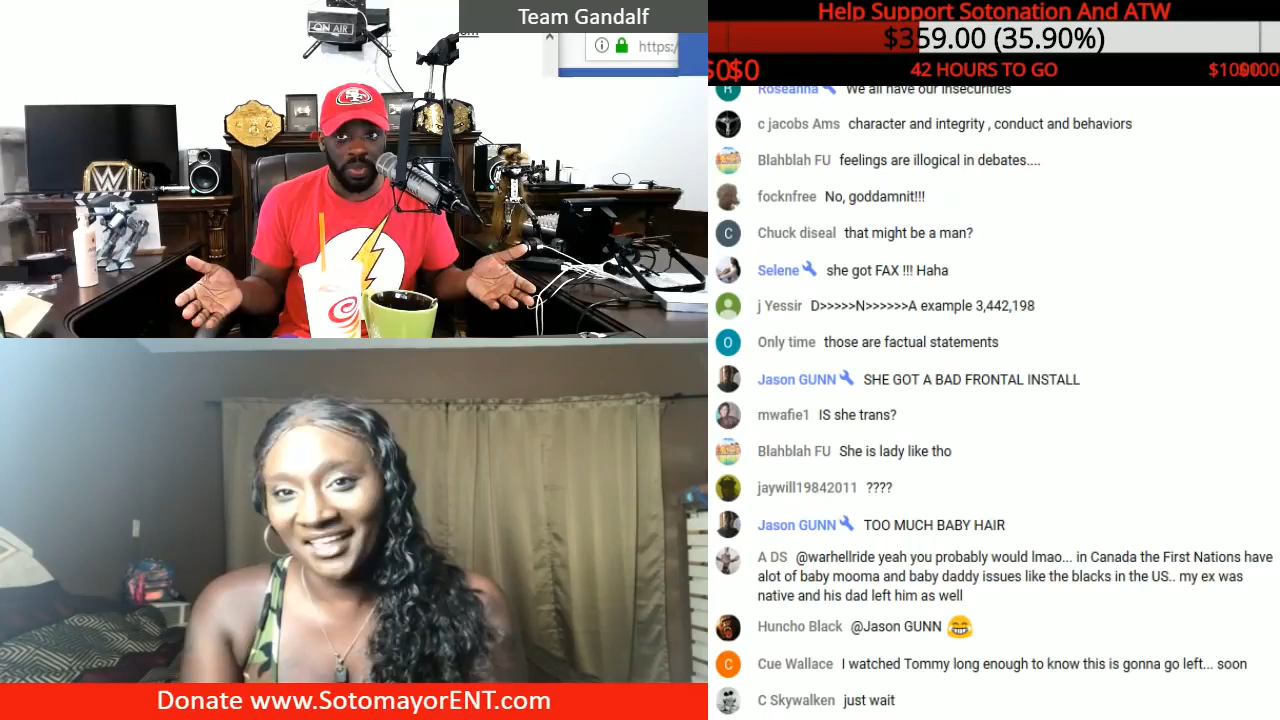 Team Gandalf
ON AIR
https:/
W
Help Support Sotonation And ATW
$359.00 (35.90%)
42 HOURS TO GO
R Roseanna We all have our insecurities
c jacobs Ams character and integrity , conduct and behaviors
Blahblah FU feelings are illogical in debates....
focknfree No, goddamnit!!!
C Chuck diseal that might be a man?
Selene she got FAX !!! Haha
j Yessir D>>>>>N>>>>>>A example 3,442,198
O Only time those are factual statements
Jason GUNN SHE GOT A BAD FRONTAL INSTALL
mwafie1 IS she trans?
Blahblah FU She is lady like tho
jaywill19842011 ????
Jason GUNN TOO MUCH BABY HAIR
A DS @warhellride yeah you probably would lmao... in Canada the First Nations have
alot of baby mooma and baby daddy issues like the blacks in the US.. my ex was
native and his dad left him as well
Huncho Black @Jason GUNN 😂
C Cue Wallace I watched Tommy long enough to know this is gonna go left... soon
C Skywalken just wait
Donate www.SotomayorENT.com